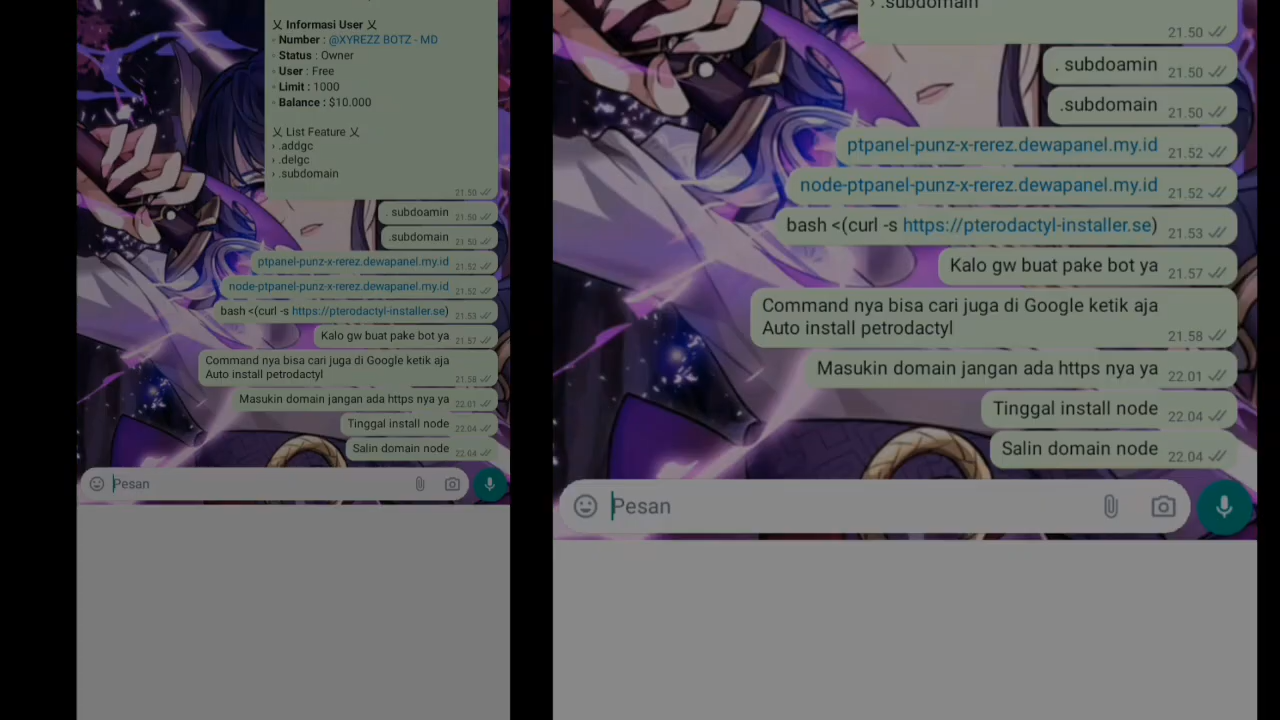 乂 Informasi User 乂
◦ Number : @XYREZZ BOTZ - MD
◦ Status : Owner
◦ User : Free
◦ Limit : 1000
◦ Balance : $10.000
乂 List Feature 乂
› .addgc
› .delgc
› .subdomain
21.50
. subdoamin 21.50
.subdomain 21.50
ptpanel-punz-x-rerez.dewapanel.my.id 21.52
node-ptpanel-punz-x-rerez.dewapanel.my.id 21.52
bash <(curl -s https://pterodactyl-installer.se) 21.53
Kalo gw buat pake bot ya 21.57
Command nya bisa cari juga di Google ketik aja
Auto install petrodactyl 21.58
Masukin domain jangan ada https nya ya 22.01
Tinggal install node 22.04
Salin domain node 22.04
Pesan
› .subdomain
21.50
. subdoamin 21.50
.subdomain 21.50
ptpanel-punz-x-rerez.dewapanel.my.id 21.52
node-ptpanel-punz-x-rerez.dewapanel.my.id 21.52
bash <(curl -s https://pterodactyl-installer.se) 21.53
Kalo gw buat pake bot ya 21.57
Command nya bisa cari juga di Google ketik aja
Auto install petrodactyl 21.58
Masukin domain jangan ada https nya ya 22.01
Tinggal install node 22.04
Salin domain node 22.04
Pesan